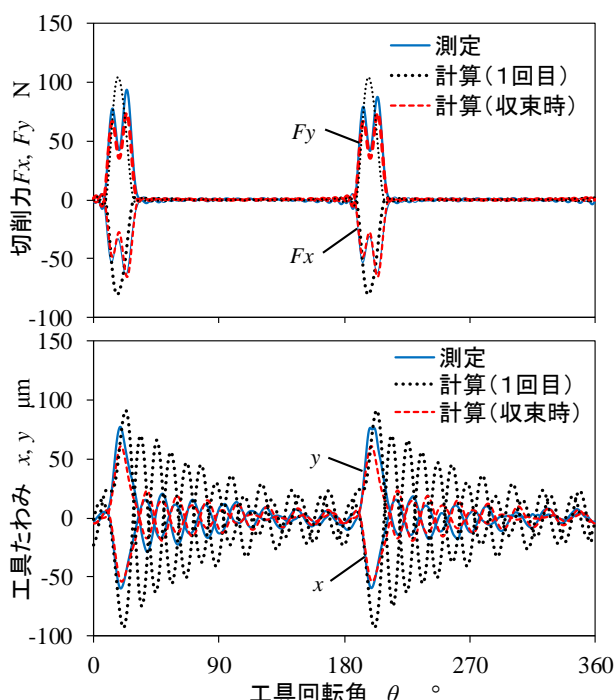 150
100
50
0
-50
-100
切削力Fx, Fy N
測定
計算(1回目)
計算(収束時)
Fy
Fx
150
100
50
0
-50
-100
工具たわみ x, y μm
測定
計算(1回目)
計算(収束時)
y
x
0 90 180 270 360
工具回転角 θ °